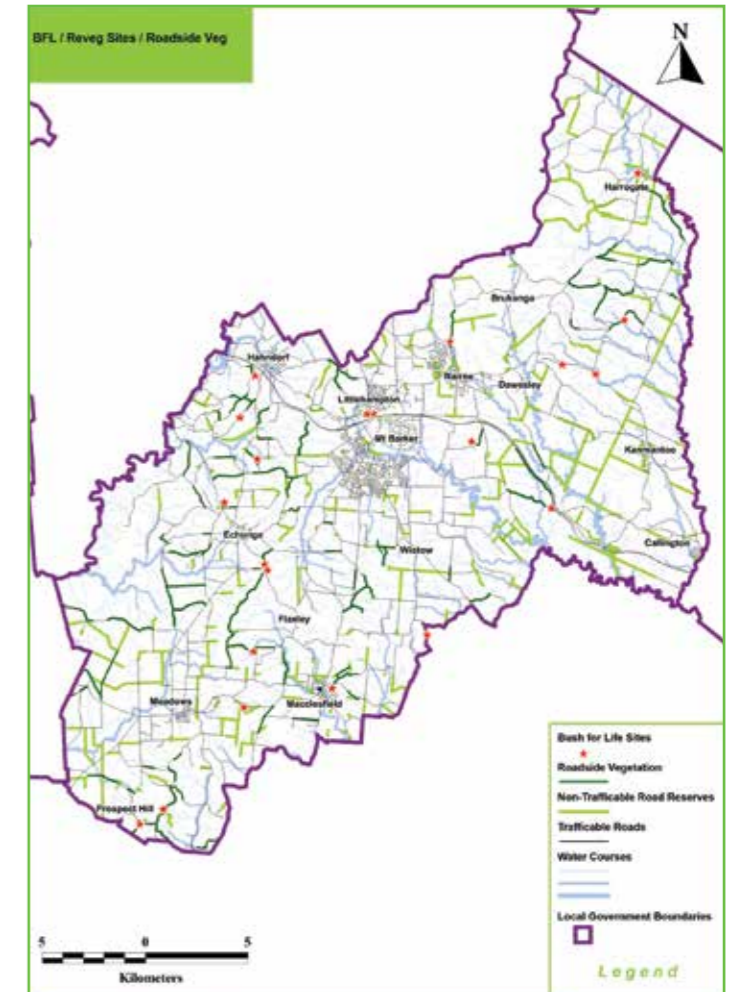 BFL / Reveg Sites / Roadside Veg
N
Harrogate
Brukunga
Hahndorf
Nairne
Dawesley
Littlehampton
Mt Barker
Kanmantoo
Echunga
Wistow
Callington
Flaxley
Meadows
Macclesfield
Prospect Hill
Bush for Life Sites
Roadside Vegetation
Non-Trafficable Road Reserves
Trafficable Roads
Water Courses
Local Government Boundaries
Legend
5 0 5
Kilometers